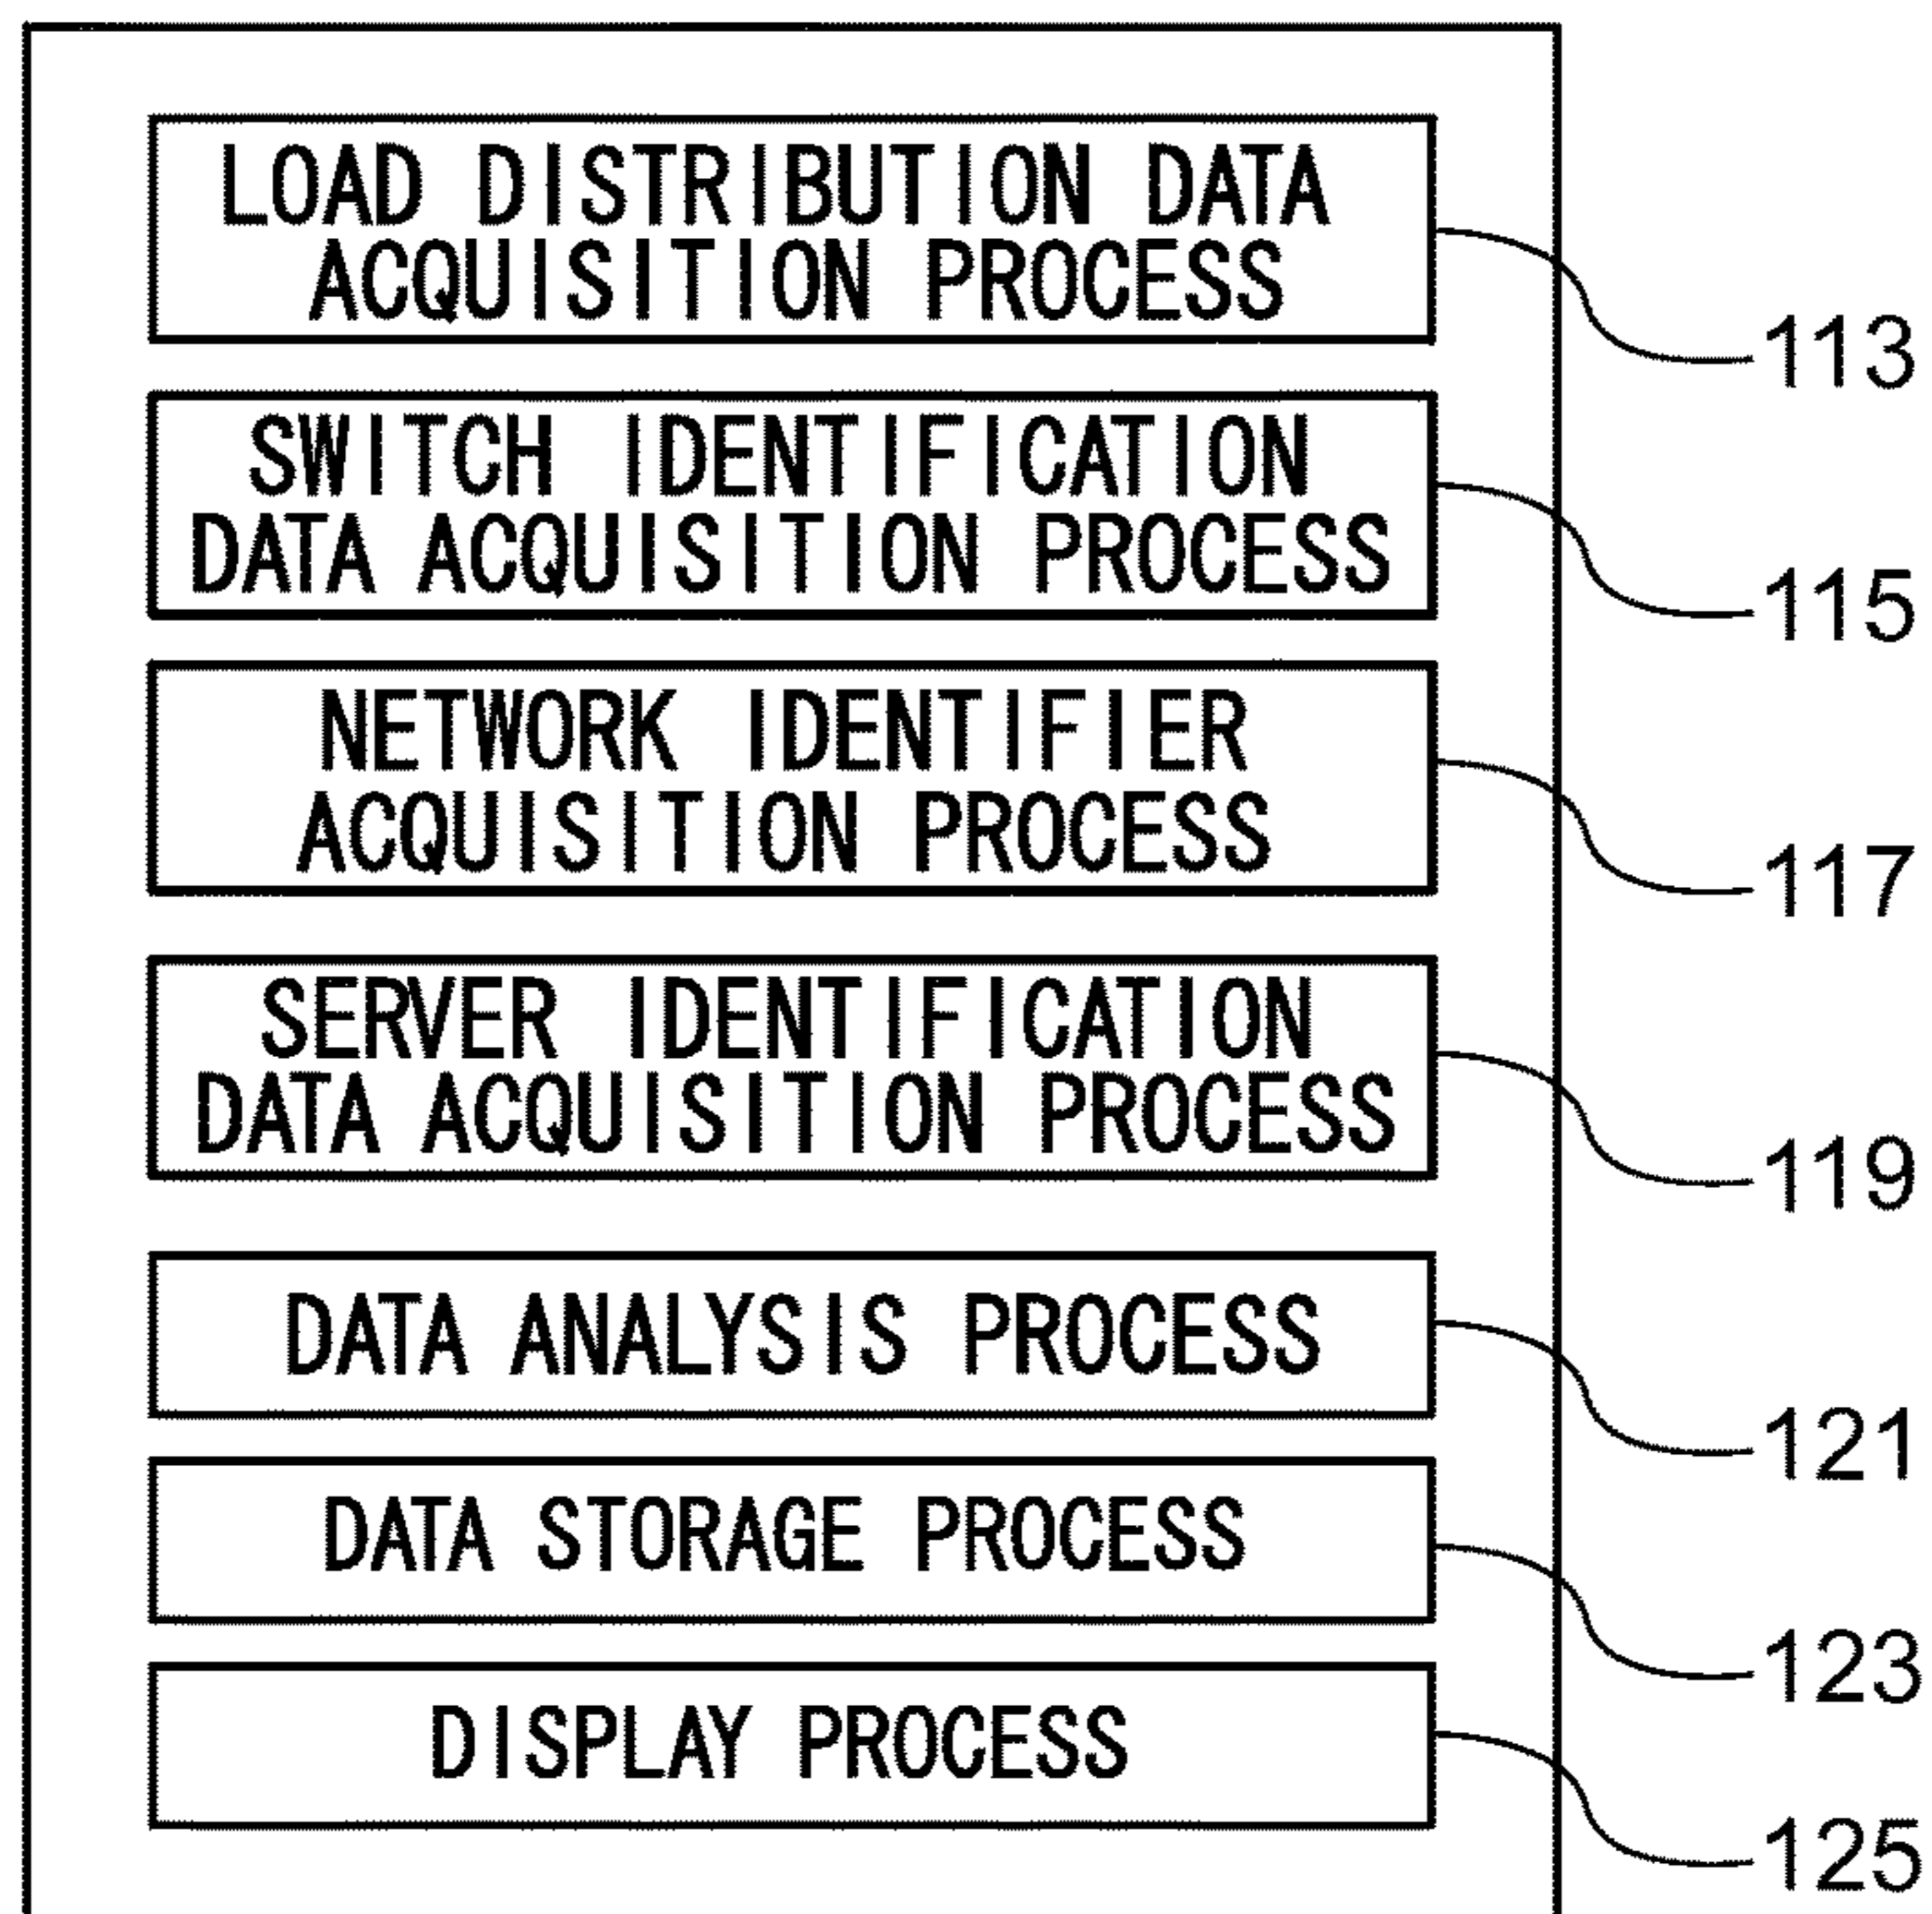 LOAD DISTRIBUTION DATA
ACQUISITION PROCESS
113
SWITCH IDENTIFICATION
DATA ACQUISITION PROCESS
115
NETWORK IDENTIFIER
ACQUISITION PROCESS
117
SERVER IDENTIFICATION
DATA ACQUISITION PROCESS
119
DATA ANALYSIS PROCESS
121
DATA STORAGE PROCESS
123
DISPLAY PROCESS
125